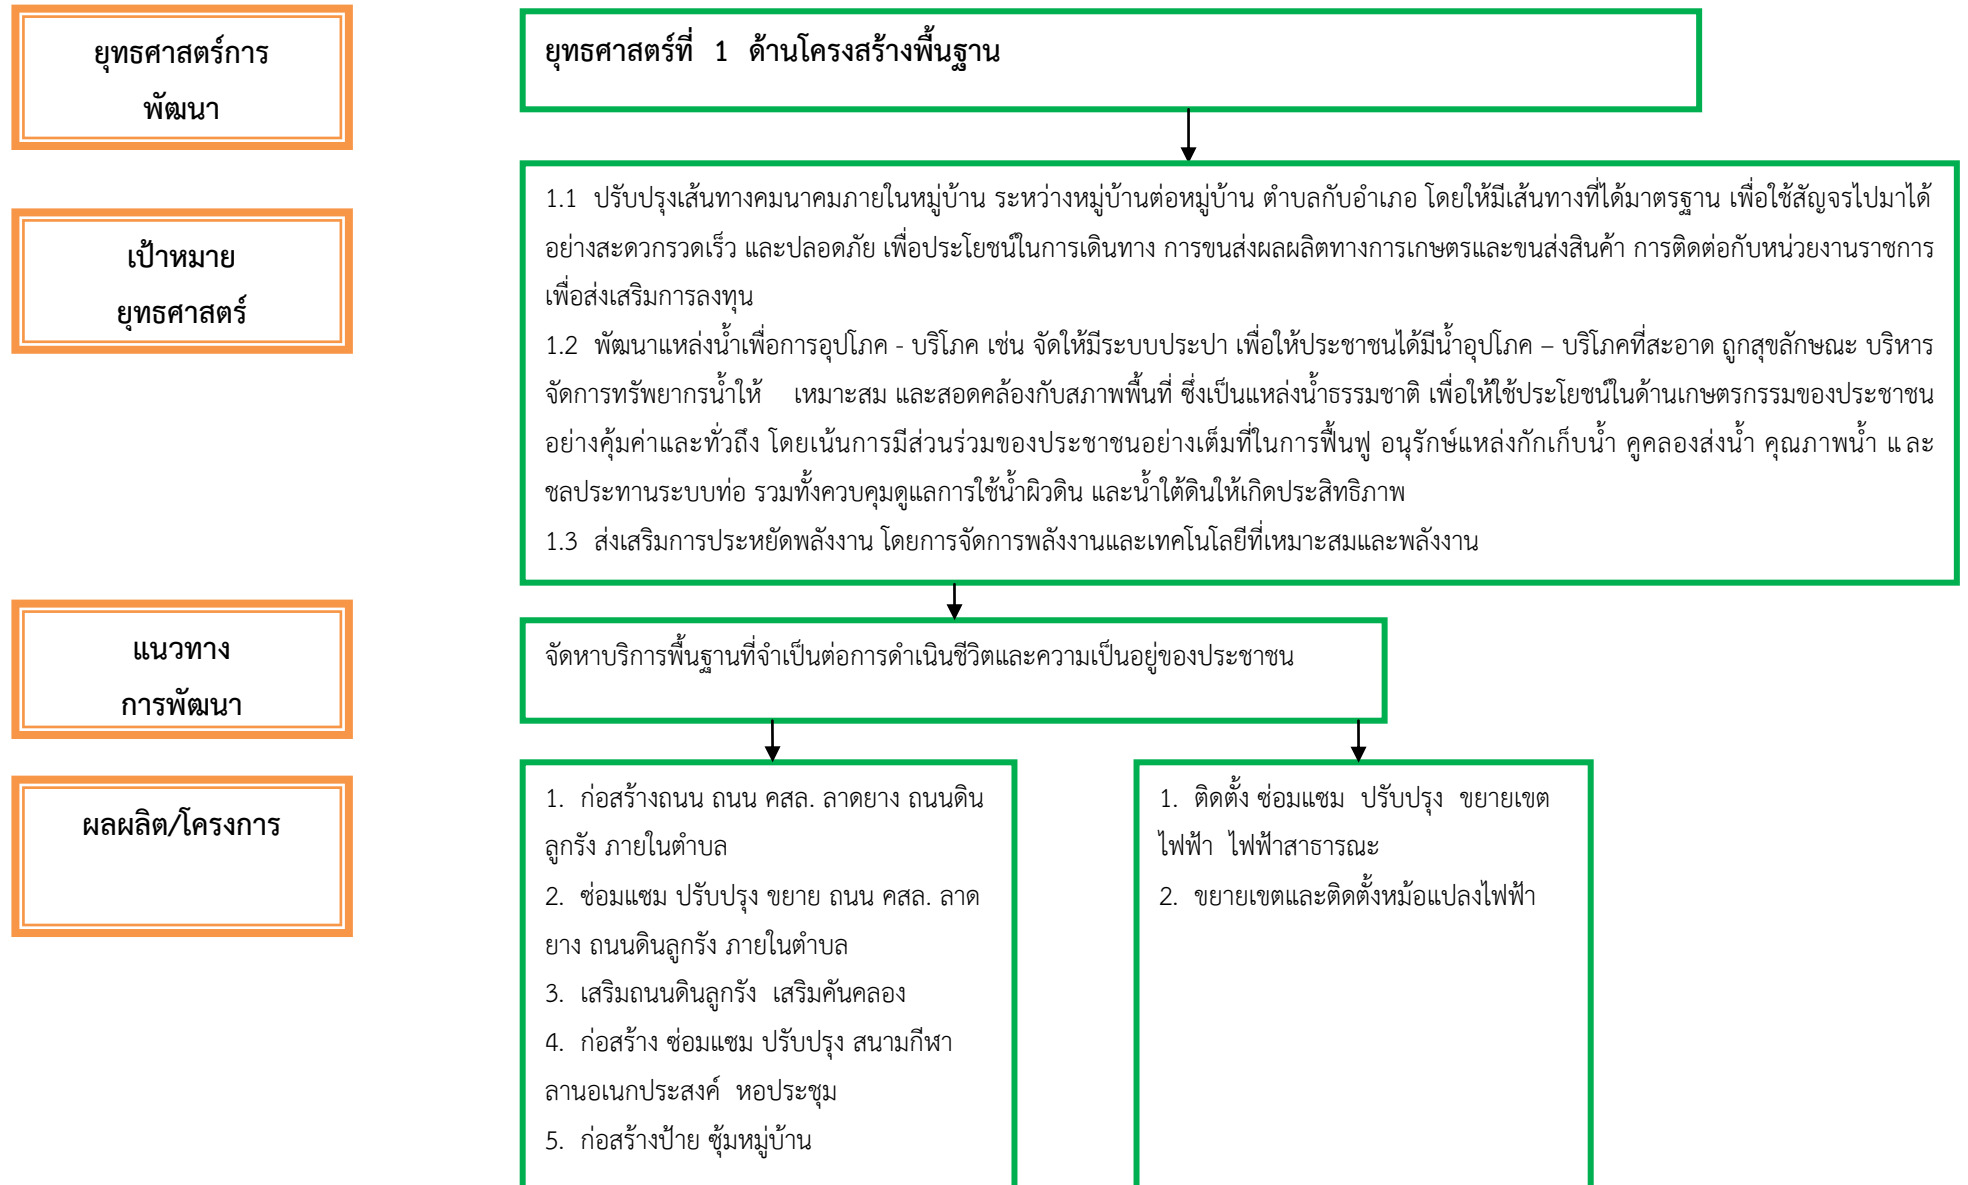 ยุทธศาสตร์การ
พัฒนา
ยุทธศาสตร์ที่ 1 ด้านโครงสร้างพื้นฐาน
เป้าหมาย
ยุทธศาสตร์
1.1 ปรับปรุงเส้นทางคมนาคมภายในหมู่บ้าน ระหว่างหมู่บ้านต่อหมู่บ้าน ตำบลกับอำเภอ โดยให้มีเส้นทางที่ได้มาตรฐาน เพื่อใช้สัญจรไปมาได้
อย่างสะดวกรวดเร็ว และปลอดภัย เพื่อประโยชน์ในการเดินทาง การขนส่งผลผลิตทางการเกษตรและขนส่งสินค้า การติดต่อกับหน่วยงานราชการ
เพื่อส่งเสริมการลงทุน
1.2 พัฒนาแหล่งน้ำเพื่อการอุปโภค - บริโภค เช่น จัดให้มีระบบประปา เพื่อให้ประชาชนได้มีน้ำอุปโภค – บริโภคที่สะอาด ถูกสุขลักษณะ บริหาร
จัดการทรัพยากรน้ำให้ เหมาะสม และสอดคล้องกับสภาพพื้นที่ ซึ่งเป็นแหล่งน้ำธรรมชาติ เพื่อให้ใช้ประโยชน์ในด้านเกษตรกรรมของประชาชน
อย่างคุ้มค่าและทั่วถึง โดยเน้นการมีส่วนร่วมของประชาชนอย่างเต็มที่ในการฟื้นฟู อนุรักษ์แหล่งกักเก็บน้ำ คูคลองส่งน้ำ คุณภาพน้ำ และ
ชลประทานระบบท่อ รวมทั้งควบคุมดูแลการใช้น้ำผิวดิน และน้ำใต้ดินให้เกิดประสิทธิภาพ
1.3 ส่งเสริมการประหยัดพลังงาน โดยการจัดการพลังงานและเทคโนโลยีที่เหมาะสมและพลังงาน
แนวทาง
การพัฒนา
จัดหาบริการพื้นฐานที่จำเป็นต่อการดำเนินชีวิตและความเป็นอยู่ของประชาชน
ผลผลิต/โครงการ
1. ก่อสร้างถนน ถนน คสล. ลาดยาง ถนนดิน
ลูกรัง ภายในตำบล
2. ซ่อมแซม ปรับปรุง ขยาย ถนน คสล. ลาด
ยาง ถนนดินลูกรัง ภายในตำบล
3. เสริมถนนดินลูกรัง เสริมคันคลอง
4. ก่อสร้าง ซ่อมแซม ปรับปรุง สนามกีฬา
ลานอเนกประสงค์ หอประชุม
5. ก่อสร้างป้าย ซุ้มหมู่บ้าน
1. ติดตั้ง ซ่อมแซม ปรับปรุง ขยายเขต
ไฟฟ้า ไฟฟ้าสาธารณะ
2. ขยายเขตและติดตั้งหม้อแปลงไฟฟ้า